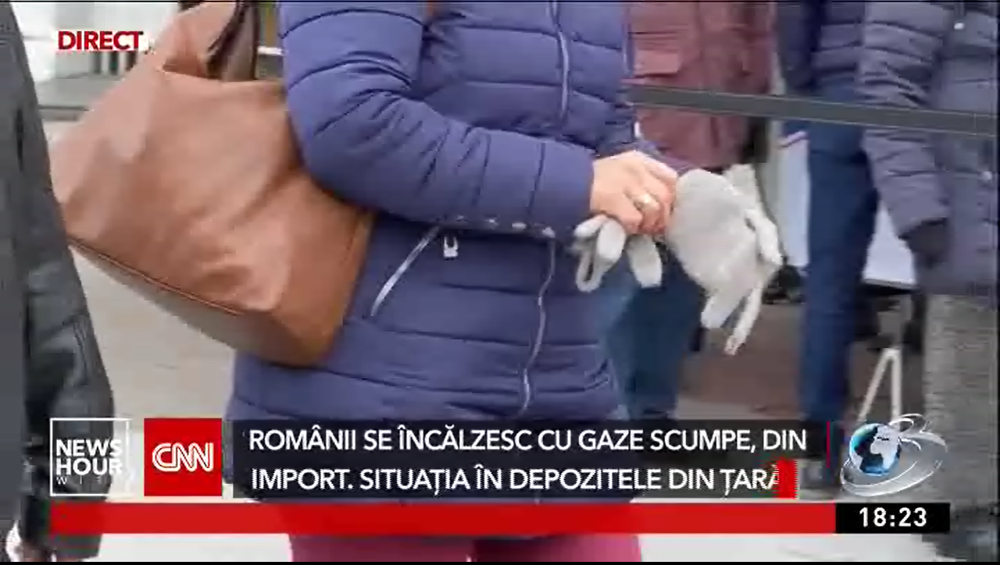 DIRECT
NEWS
HOUR
WITH
CNN
ROMÂNII SE ÎNCĂLZESC CU GAZE SCUMPE, DIN
IMPORT. SITUAȚIA ÎN DEPOZITELE DIN ȚARĂ
18:23